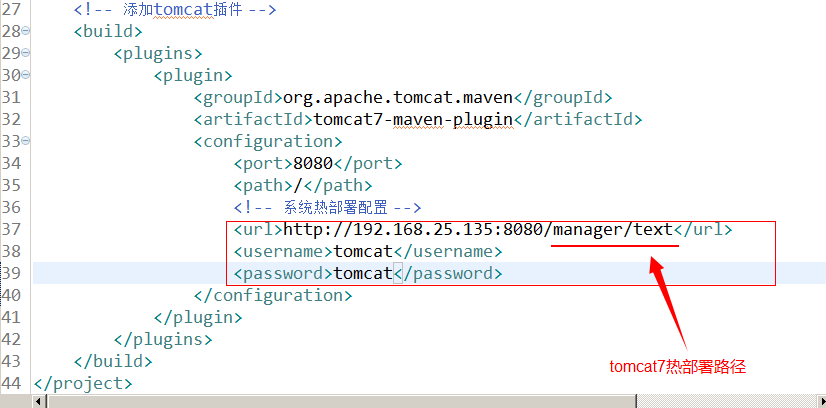 27 <!-- 添加tomcat插件 -->
28 <build>
29 <plugins>
30 <plugin>
31 <groupId>org.apache.tomcat.maven</groupId>
32 <artifactId>tomcat7-maven-plugin</artifactId>
33 <configuration>
34 <port>8080</port>
35 <path>/</path>
36 <!-- 系统热部署配置 -->
37 <url>http://192.168.25.135:8080/manager/text</url>
38 <username>tomcat</username>
39 <password>tomcat</password>
40 </configuration>
41 </plugin>
42 </plugins>
43 </build>
44 </project>
tomcat7热部署路径